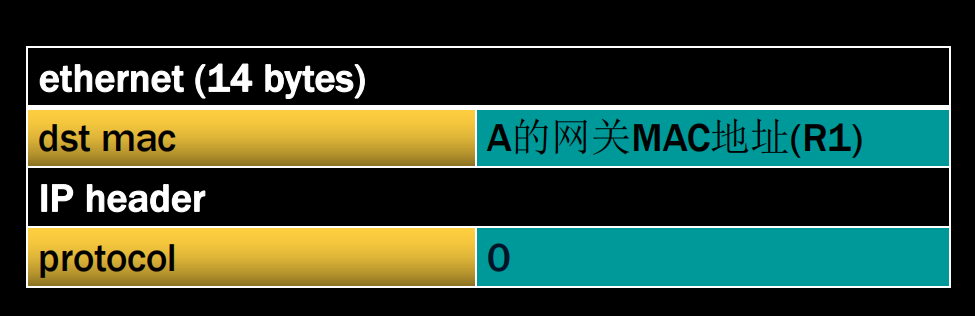 ethernet (14 bytes)
dst mac
A的网关MAC地址(R1)
IP header
protocol
0